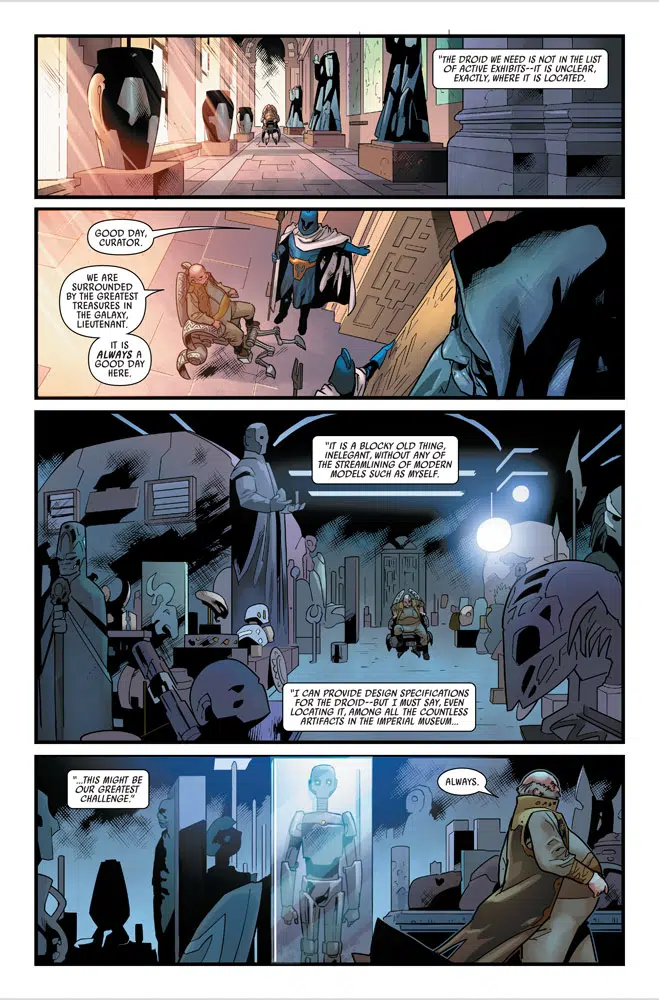 "THE DROID WE NEED IS NOT IN THE LIST
OF ACTIVE EXHIBITS--IT IS UNCLEAR,
EXACTLY, WHERE IT IS LOCATED.
GOOD DAY,
CURATOR.
WE ARE
SURROUNDED
BY THE GREATEST
TREASURES IN
THE GALAXY,
LIEUTENANT.
IT IS
ALWAYS A
GOOD DAY
HERE.
"IT IS A BLOCKY OLD THING,
INELEGANT, WITHOUT ANY OF
THE STREAMLINING OF MODERN
MODELS SUCH AS MYSELF.
"I CAN PROVIDE DESIGN SPECIFICATIONS
FOR THE DROID--BUT I MUST SAY, EVEN
LOCATING IT, AMONG ALL THE COUNTLESS
ARTIFACTS IN THE IMPERIAL MUSEUM...
"...THIS MIGHT BE
OUR GREATEST
CHALLENGE."
ALWAYS.